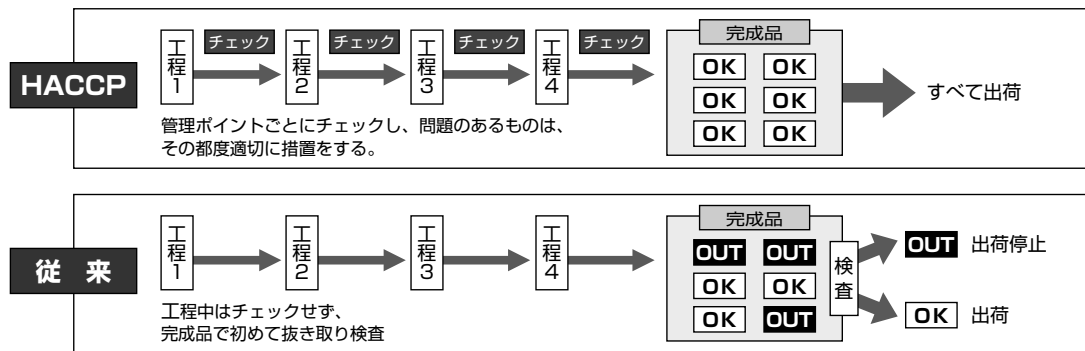 HACCP
工程1
チェック
工程2
チェック
工程3
チェック
工程4
チェック
完成品
OK OK
OK OK
OK OK
すべて出荷
管理ポイントごとにチェックし、問題のあるものは、
その都度適切に措置をする。
従 来
工程1
工程2
工程3
工程4
完成品
OUT OUT
OK OK
OK OUT
検査
OUT 出荷停止
OK 出荷
工程中はチェックせず、
完成品で初めて抜き取り検査